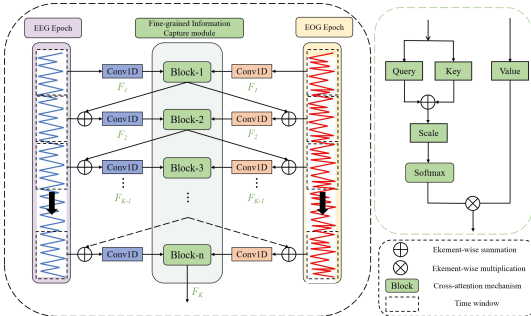 EEG Epoch
Fine-grained Information
Capture module
EOG Epoch
Conv1D
Block-1
Conv1D
F1
F1
Conv1D
Block-2
Conv1D
F2
F2
Conv1D
Block-3
Conv1D
FK-1
FK-1
Conv1D
Block-n
Conv1D
FK
Query
Key
Value
Scale
Softmax
Ekement-wise summation
Ekement-wise multiplication
Block
Cross-attention mechanism
Time window